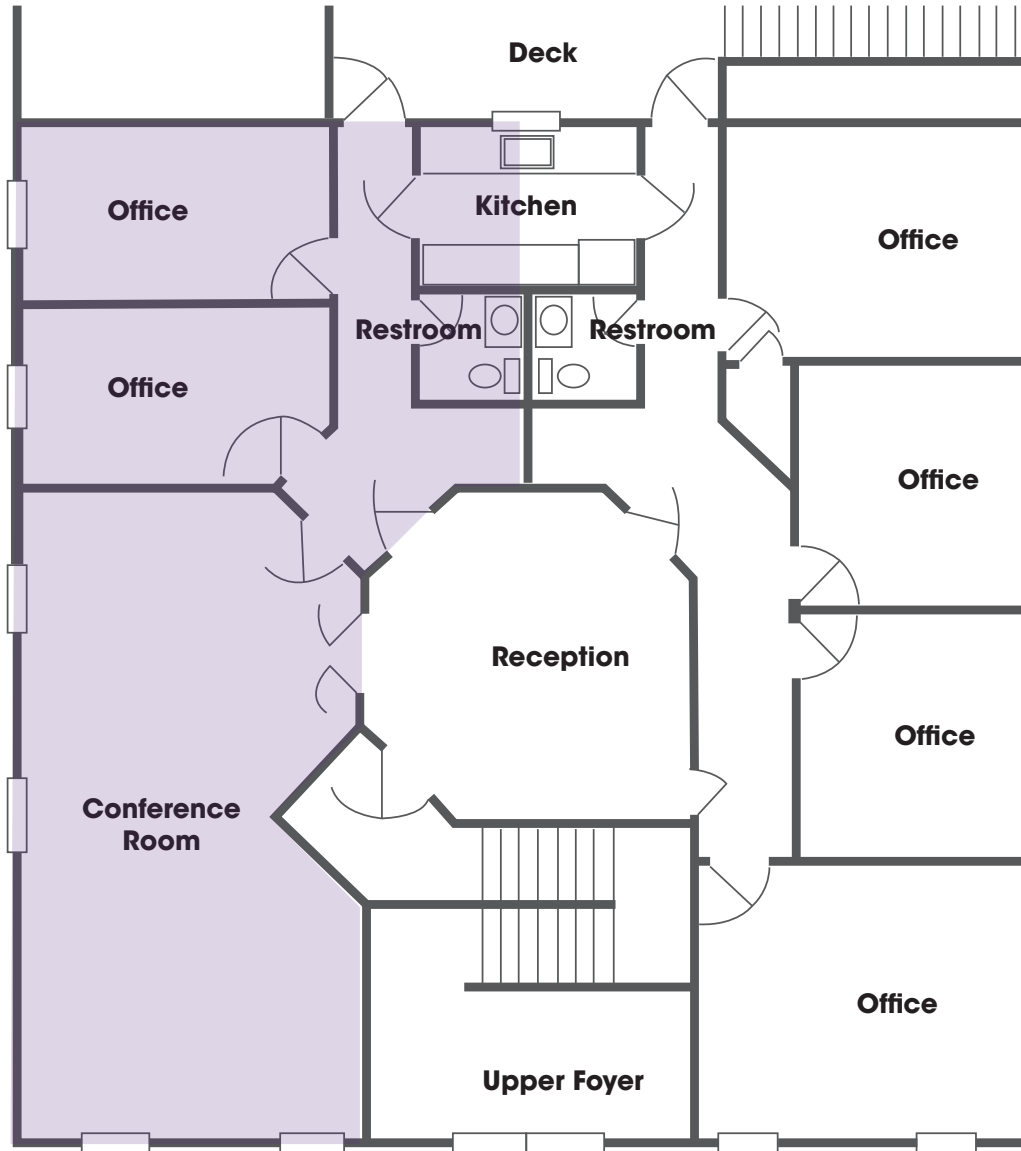 Deck
Office
Kitchen
Office
Restroom
Restroom
Office
Office
Reception
Office
Conference
Room
Office
Upper Foyer